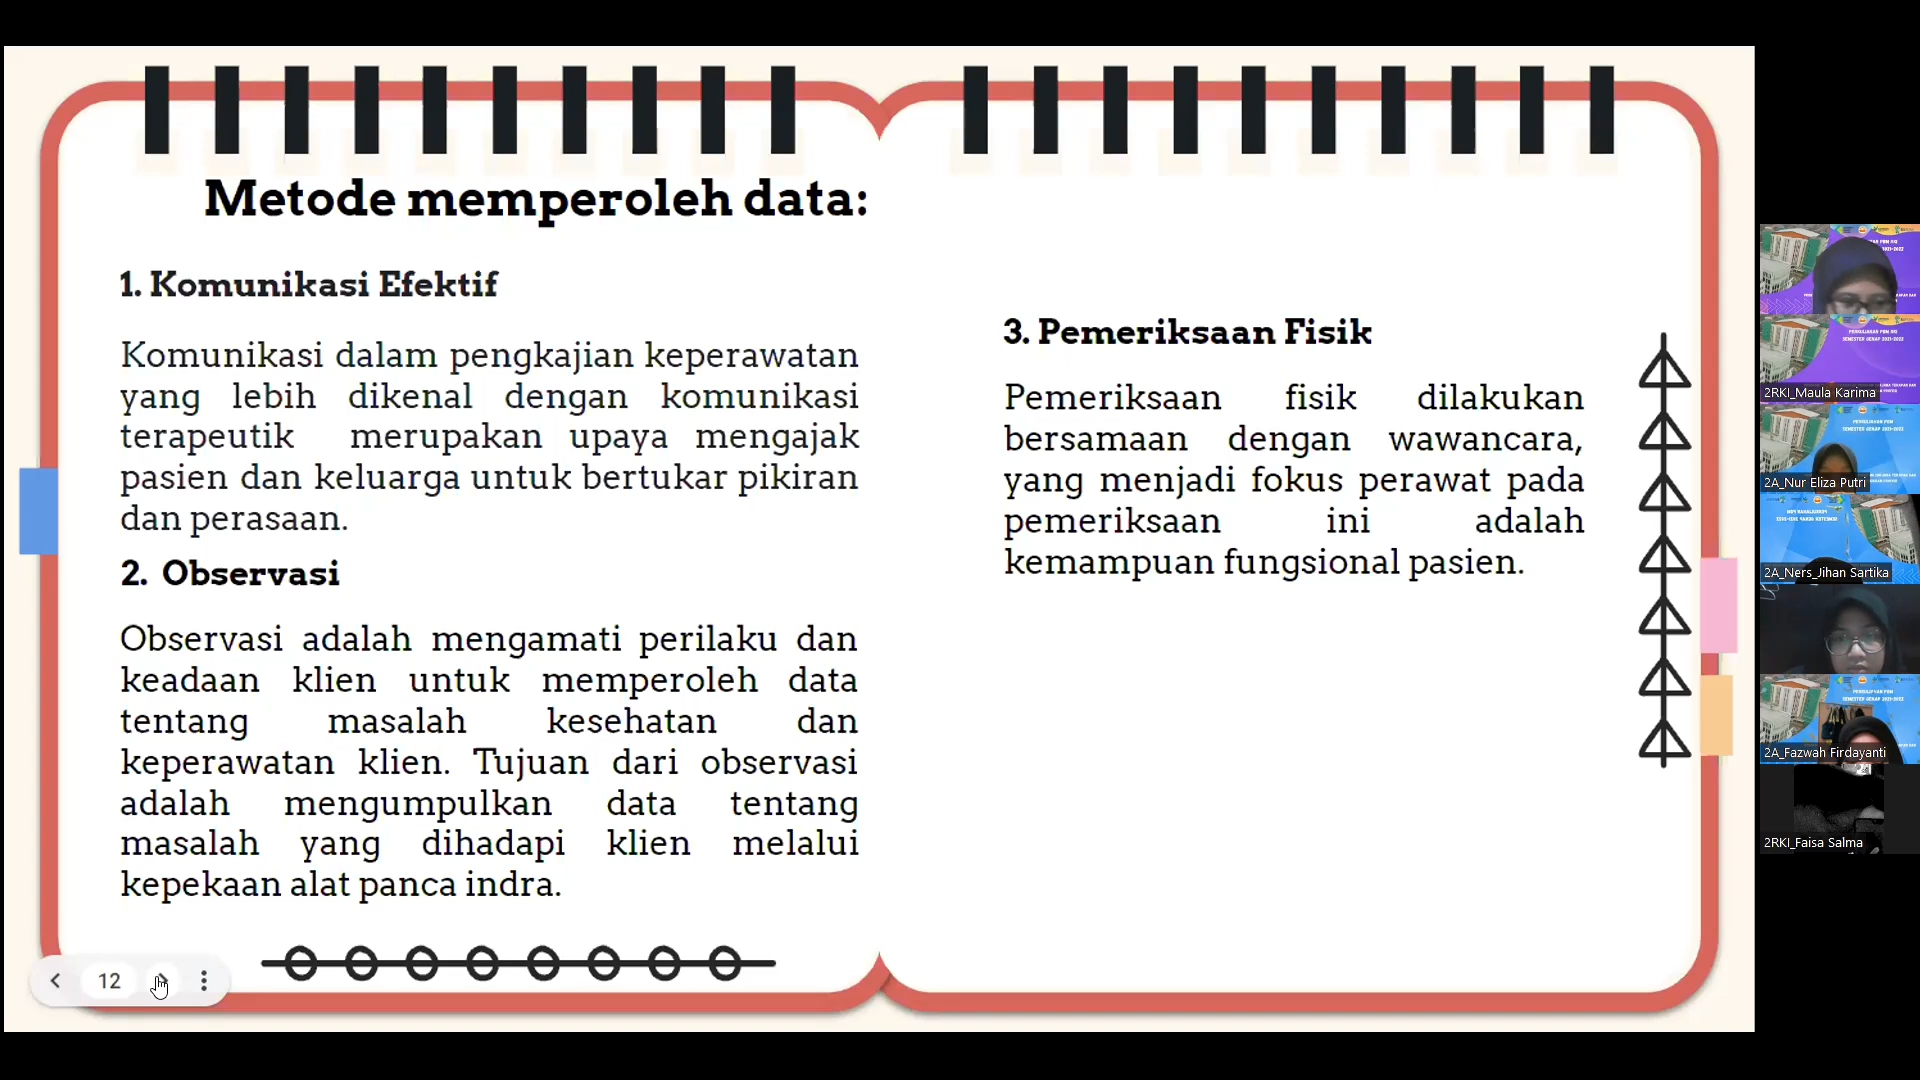 Metode memperoleh data:
1. Komunikasi Efektif
Komunikasi dalam pengkajian keperawatan
yang lebih dikenal dengan komunikasi
terapeutik merupakan upaya mengajak
pasien dan keluarga untuk bertukar pikiran
dan perasaan.
2. Observasi
Observasi adalah mengamati perilaku dan
keadaan klien untuk memperoleh data
tentang masalah kesehatan dan
keperawatan klien. Tujuan dari observasi
adalah mengumpulkan data tentang
masalah yang dihadapi klien melalui
kepekaan alat panca indra.
3. Pemeriksaan Fisik
Pemeriksaan fisik dilakukan
bersamaan dengan wawancara,
yang menjadi fokus perawat pada
pemeriksaan ini adalah
kemampuan fungsional pasien.
12
2RKI_Maula Karima
2A_Nur Eliza Putri
2A_Ners_Jihan Sartika
2A_Fazwah Firdayanti
2RKI_Faisa Salma